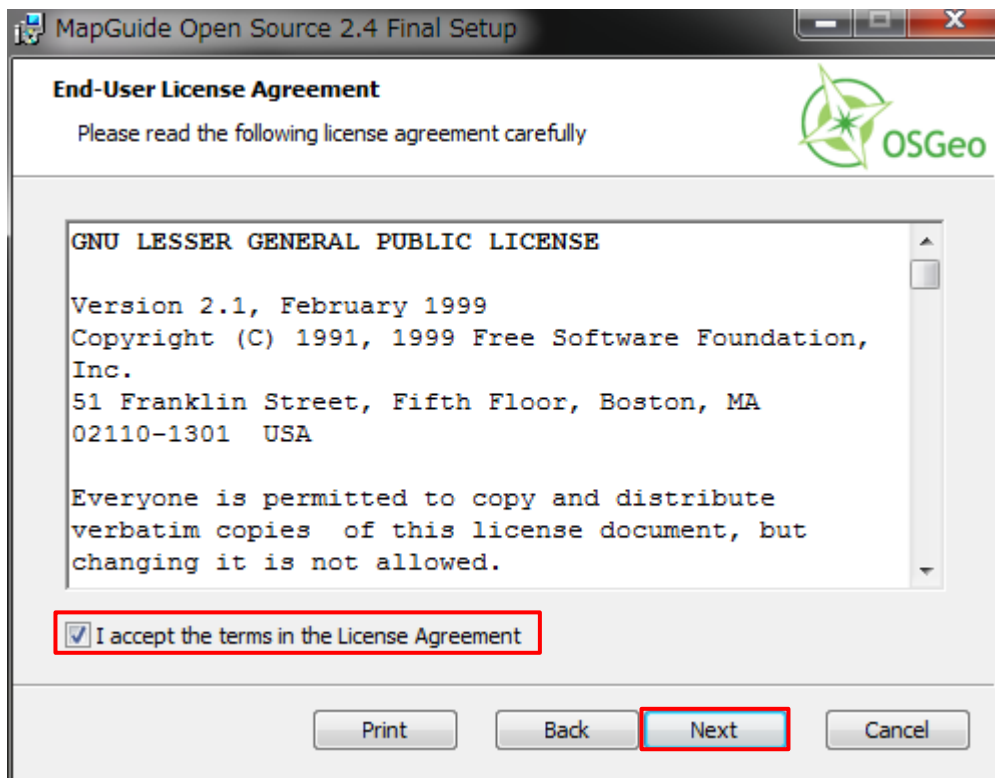 MapGuide Open Source 2.4 Final Setup
End-User License Agreement
Please read the following license agreement carefully
OSGeo
GNU LESSER GENERAL PUBLIC LICENSE
Version 2.1, February 1999
Copyright (C) 1991, 1999 Free Software Foundation,
Inc.
51 Franklin Street, Fifth Floor, Boston, MA
02110-1301  USA
Everyone is permitted to copy and distribute
verbatim copies  of this license document, but
changing it is not allowed.
I accept the terms in the License Agreement
Print Back Next Cancel